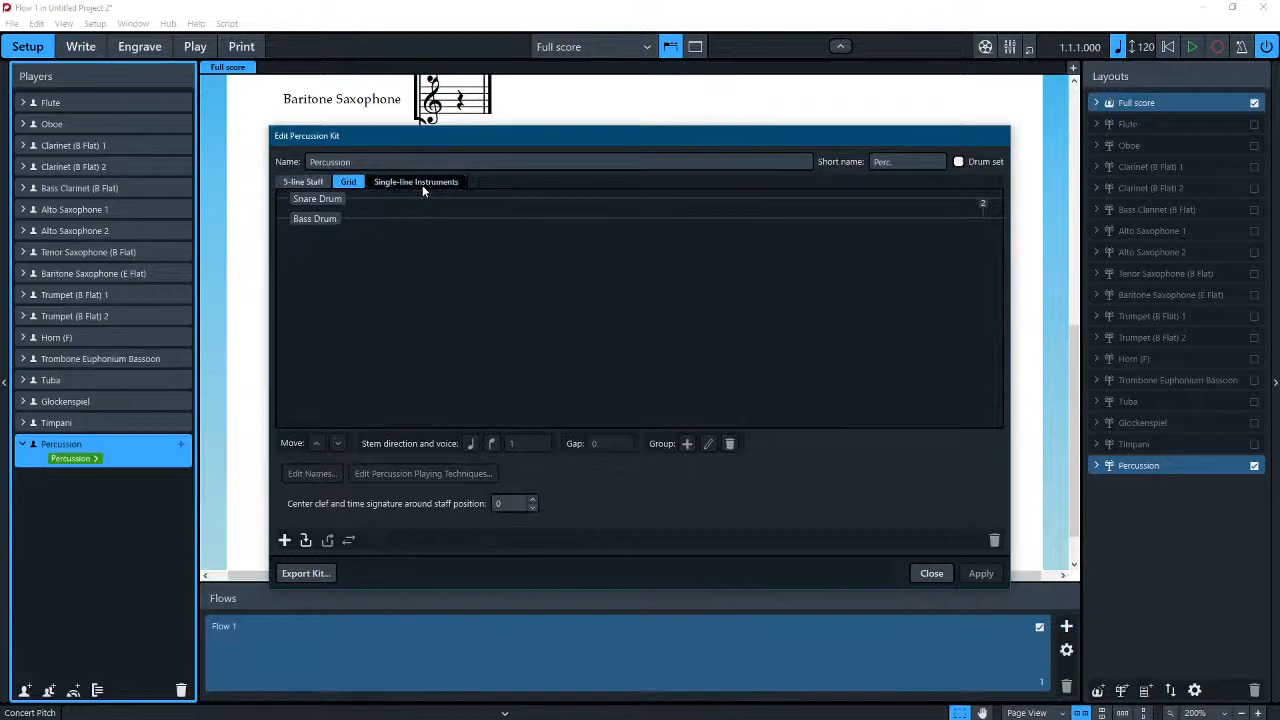 Flow 1 in Untitled Project 2*
File Edit View Setup Window Hub Help Script
Setup Write Engrave Play Print Full score 1.1.1.000 120
Players
Full score
Layouts
Flute
Oboe
Clarinet (B Flat) 1
Clarinet (B Flat) 2
Bass Clarinet (B Flat)
Alto Saxophone 1
Alto Saxophone 2
Tenor Saxophone (B Flat)
Baritone Saxophone (E Flat)
Trumpet (B Flat) 1
Trumpet (B Flat) 2
Horn (F)
Trombone Euphonium Bassoon
Tuba
Glockenspiel
Timpani
Percussion
Percussion
Baritone Saxophone
Edit Percussion Kit
Name: Percussion Short name: Perc. Drum set
5-line Staff Grid Single-line Instruments
Snare Drum
2
Bass Drum
Move: Stem direction and voice: 1 Gap: 0 Group:
Edit Names... Edit Percussion Playing Techniques...
Center clef and time signature around staff position: 0
Export Kit... Close Apply
Flows
Flow 1
1
Full score
Flute
Oboe
Clarinet (B Flat) 1
Clarinet (B Flat) 2
Bass Clarinet (B Flat)
Alto Saxophone 1
Alto Saxophone 2
Tenor Saxophone (B Flat)
Baritone Saxophone (E Flat)
Trumpet (B Flat) 1
Trumpet (B Flat) 2
Horn (F)
Trombone Euphonium Bassoon
Tuba
Glockenspiel
Timpani
Percussion
Concert Pitch Page View 200%